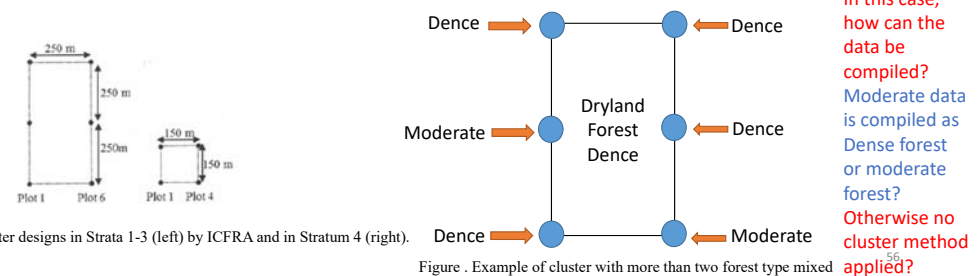 250 m
250 m
250m
150 m
150 m
Plot 1 Plot 6 Plot 1 Plot 4
ter designs in Strata 1-3 (left) by ICFRA and in Stratum 4 (right).
Dence Dence
Moderate Dryland Forest Dence Dence
Dence Moderate
Figure . Example of cluster with more than two forest type mixed
In this case,
how can the
data be
compiled?
Moderate data
is compiled as
Dense forest
or moderate
forest?
Otherwise no
cluster method
applied?
56